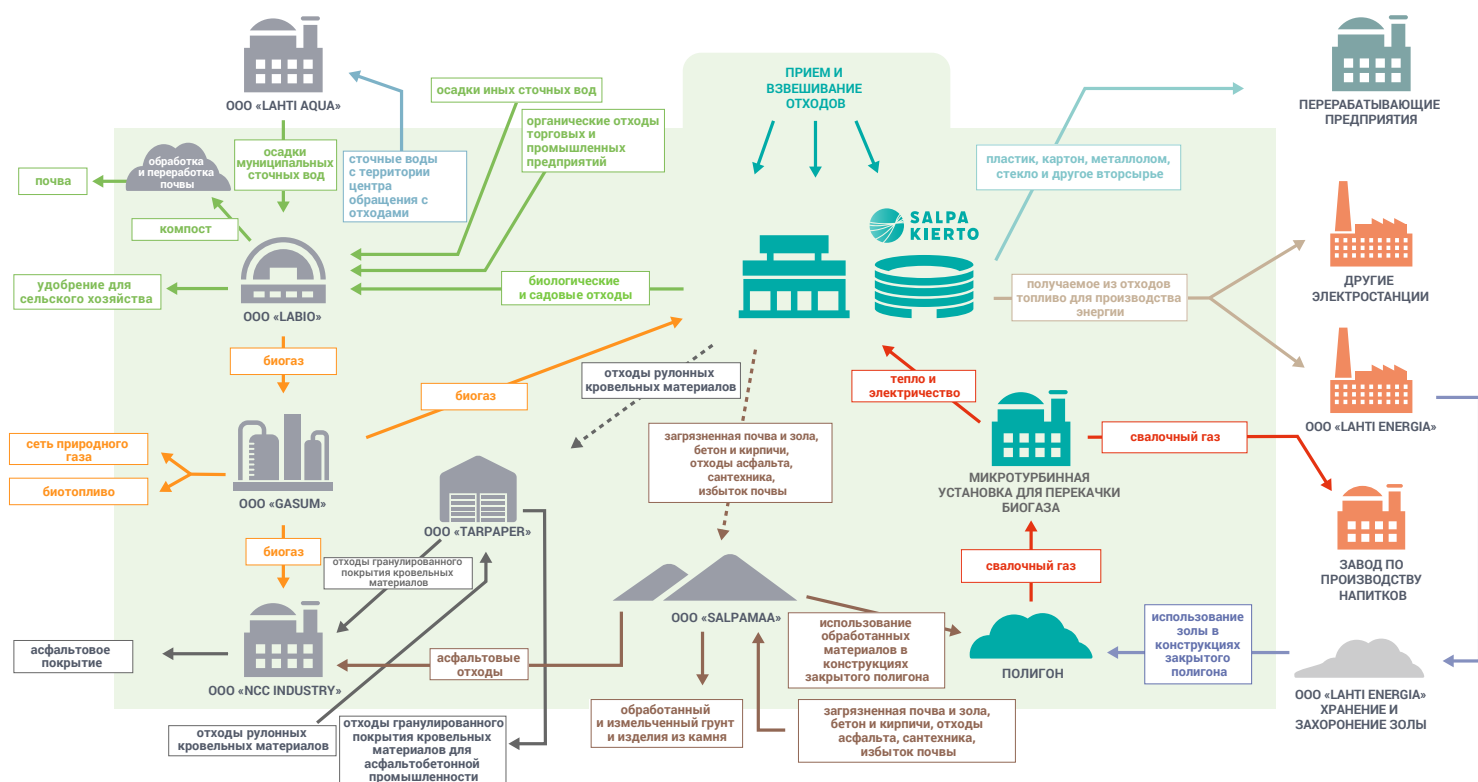 ООО «LAHTI AQUA»
осадки иных сточных вод
органические отходы
торговых и
промышленных
предприятий
ПРИЕМ И
ВЗВЕШИВАНИЕ
ОТХОДОВ
ПЕРЕРАБАТЫВАЮЩИЕ
ПРЕДПРИЯТИЯ
обработка
и переработка
почвы
осадки
муниципальных
сточных вод
сточные воды
с территории
центра
обращения с
отходами
пластик, картон, металлолом,
стекло и другое вторсырье
почва
компост
SALPA
KIERTO
удобрение для
сельского хозяйства
ООО «LABIO»
биологические
и садовые отходы
получаемое из отходов
топливо для производства
энергии
ДРУГИЕ
ЭЛЕКТРОСТАНЦИИ
биогаз
биогаз
отходы рулонных
кровельных материалов
тепло и
электричество
ООО «LAHTI ENERGIA»
сеть природного
газа
биотопливо
ООО «GASUM»
загрязненная почва и зола,
бетон и кирпичи,
отходы асфальта,
сантехника,
избыток почвы
свалочный газ
МИКРОТУРБИННАЯ
УСТАНОВКА ДЛЯ ПЕРЕКАЧКИ
БИОГАЗА
ООО «TARPAPER»
биогаз
отходы гранулированного
покрытия кровельных
материалов
свалочный газ
ЗАВОД ПО
ПРОИЗВОДСТВУ
НАПИТКОВ
ООО «SALPAMAA»
использование
обработанных
материалов в
конструкциях
закрытого полигона
ПОЛИГОН
использование
золы в
конструкциях
закрытого
полигона
асфальтовое
покрытие
ООО «NCC INDUSTRY»
асфальтовые
отходы
ООО «LAHTI ENERGIA»
ХРАНЕНИЕ И
ЗАХОРОНЕНИЕ ЗОЛЫ
отходы рулонных
кровельных материалов
отходы гранулированного
покрытия кровельных
материалов для
асфальтобетонной
промышленности
обработанный
и измельченный грунт
и изделия из камня
загрязненная почва и зола,
бетон и кирпичи, отходы
асфальта, сантехника,
избыток почвы